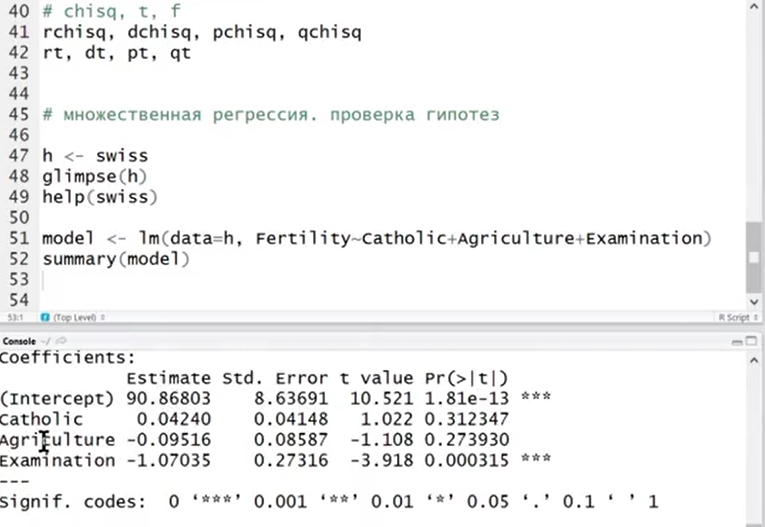 40 # chisq, t, f
41 rchisq, dchisq, pchisq, qchisq
42 rt, dt, pt, qt
43
44
45 # множественная регрессия. проверка гипотез
46
47 h <- swiss
48 glimpse(h)
49 help(swiss)
50
51 model <- lm(data=h, Fertility~Catholic+Agriculture+Examination)
52 summary(model)
53
54
53:1 (Top Level) R Script
Console ~/
Coefficients:
Estimate Std. Error t value Pr(>|t|)
(Intercept) 90.86803 8.63691 10.521 1.81e-13 ***
Catholic 0.04240 0.04148 1.022 0.312347
Agriculture -0.09516 0.08587 -1.108 0.273930
Examination -1.07035 0.27316 -3.918 0.000315 ***
---
Signif. codes: 0 ‘***’ 0.001 ‘**’ 0.01 ‘*’ 0.05 ‘.’ 0.1 ‘ ’ 1